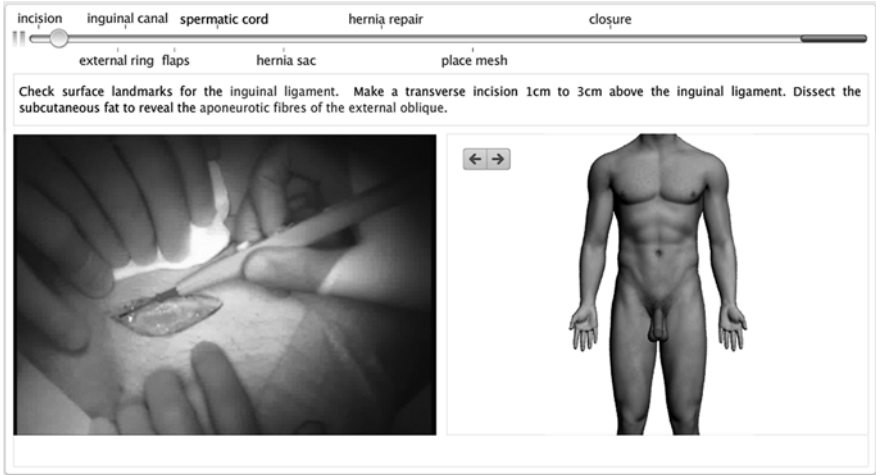 incision inguinal canal spermatic cord hernia repair closure
external ring flaps hernia sac place mesh
Check surface landmarks for the inguinal ligament. Make a transverse incision 1cm to 3cm above the inguinal ligament. Dissect the
subcutaneous fat to reveal the aponeurotic fibres of the external oblique.